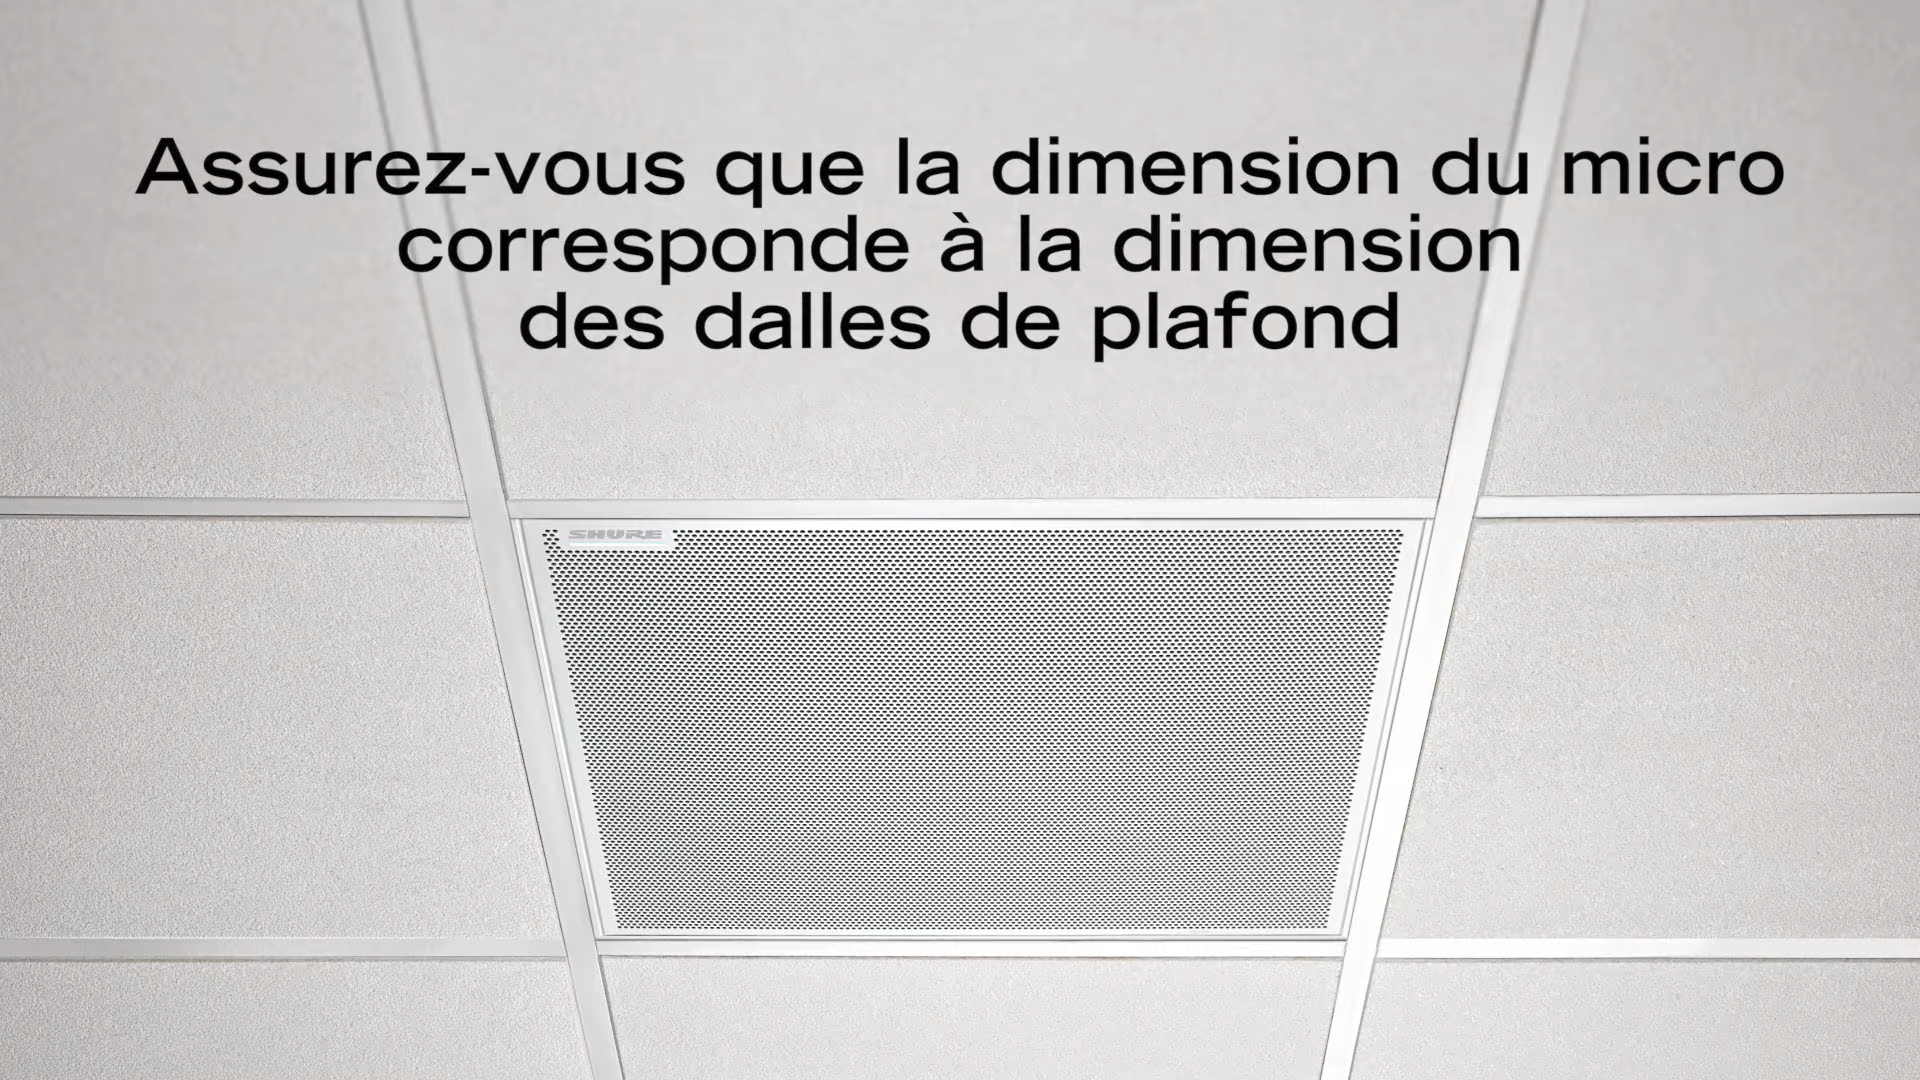 Assurez-vous que la dimension du micro
corresponde à la dimension
des dalles de plafond
SHURE